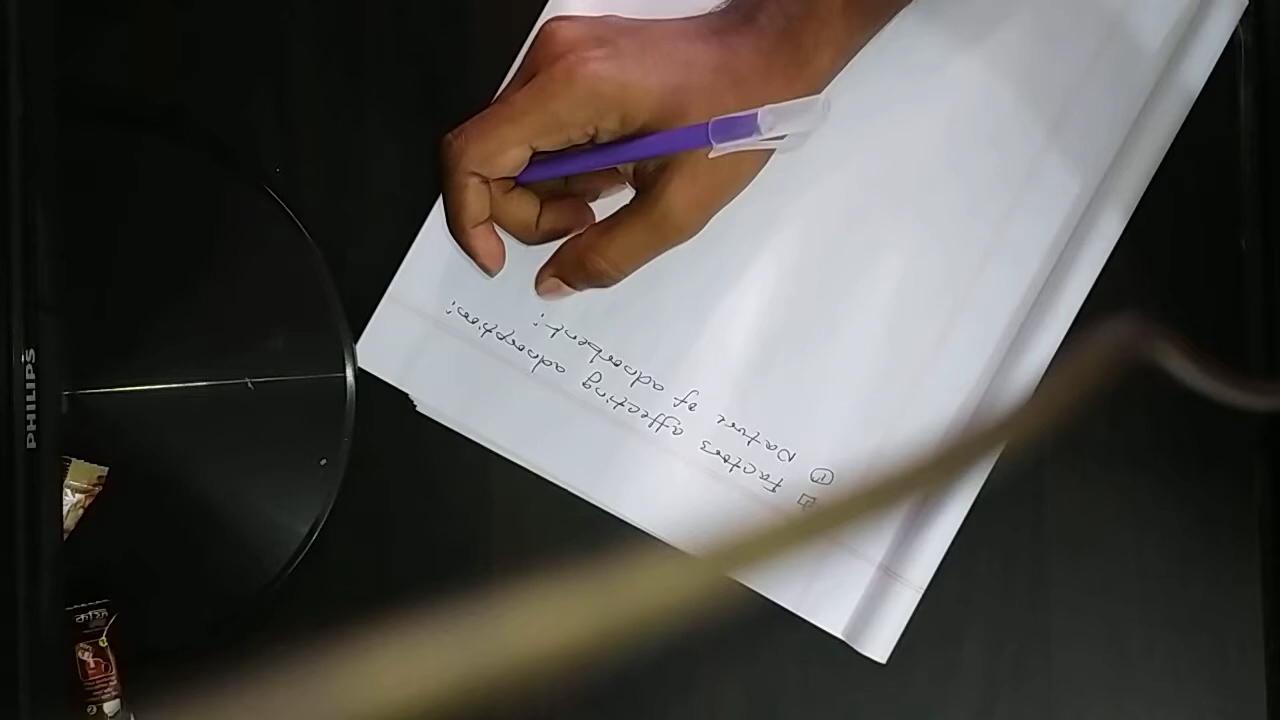 Factors affecting adsorption:
① Nature of adsorbent:
PHILIPS